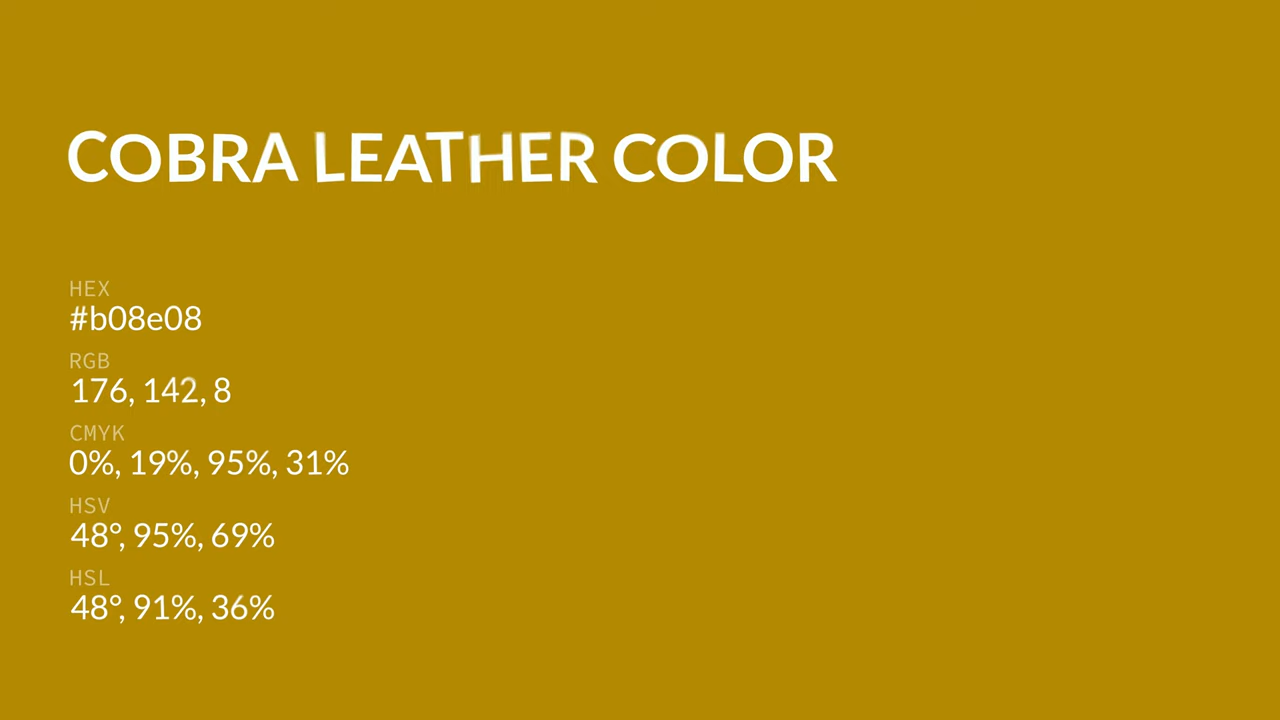 COBRA LEATHER COLOR
HEX
#b08e08
RGB
176, 142, 8
CMYK
0%, 19%, 95%, 31%
HSV
48°, 95%, 69%
HSL
48°, 91%, 36%